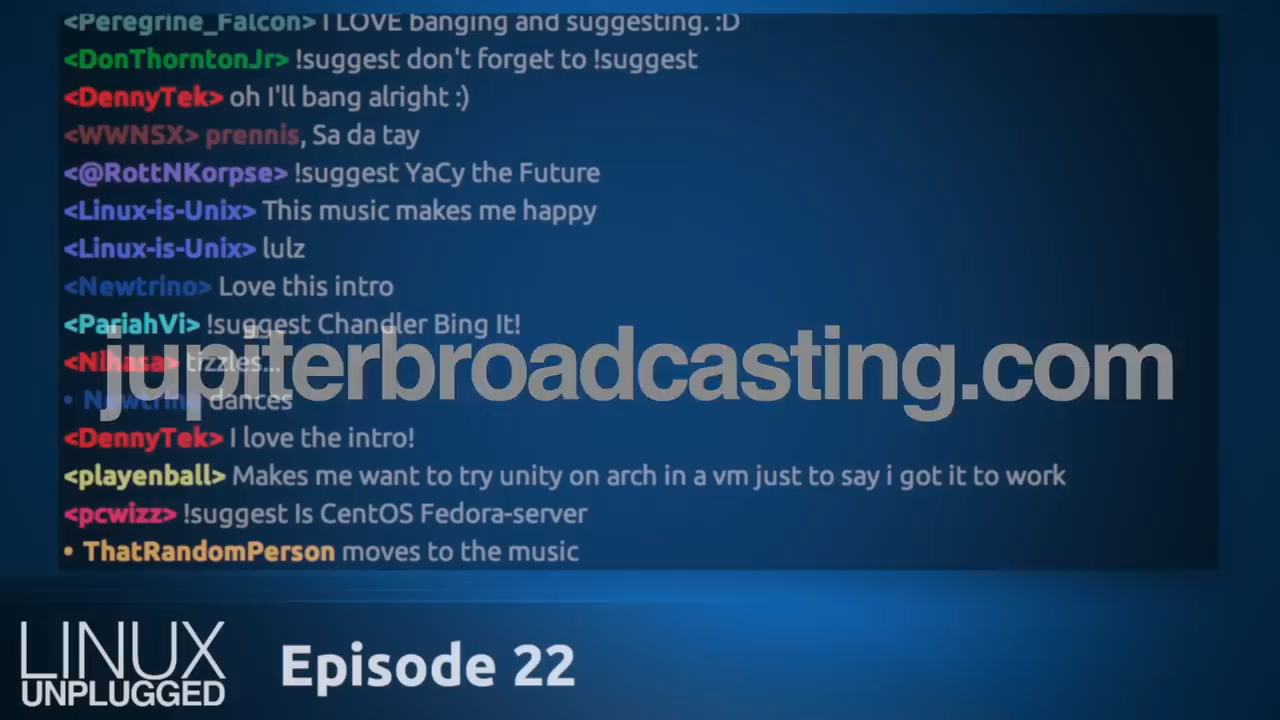 <Peregrine_Falcon> I LOVE banging and suggesting. :D
<DonThorntonJr> !suggest don't forget to !suggest
<DennyTek> oh I'll bang alright :)
<WWNSX> prennis, Sa da tay
<@RottNKorpse> !suggest YaCy the Future
<Linux-is-Unix> This music makes me happy
<Linux-is-Unix> lulz
<Newtrino> Love this intro
<PariahVi> !suggest Chandler Bing It!
<Nihasa> tizzles...
jupiterbroadcasting.com
• Newtrino dances
<DennyTek> I love the intro!
<playenball> Makes me want to try unity on arch in a vm just to say i got it to work
<pcwizz> !suggest Is CentOS Fedora-server
• ThatRandomPerson moves to the music
LINUX
UNPLUGGED
Episode 22